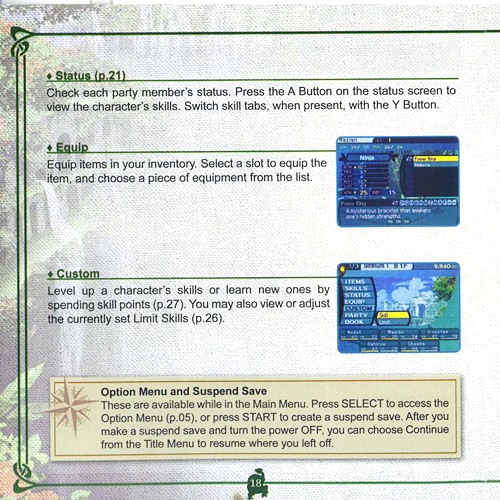 ♦ Status (p.21)
Check each party member's status. Press the A Button on the status screen to
view the character's skills. Switch skill tabs, when present, with the Y Button.
♦ Equip
Equip items in your inventory. Select a slot to equip the
item, and choose a piece of equipment from the list.
Ninja
Power Ring
Remove
25
15
Power Ring
A mysterious bracelet that awakens
one's hidden strengths.
♦ Custom
Level up a character's skills or learn new ones by
spending skill points (p.27). You may also view or adjust
the currently set Limit Skills (p.26).
B1F
9,940
ITEMS
SKILLS
STATUS
EQUIP
CUSTOM
PARTY
BOOK
Skill
Limit
Option Menu and Suspend Save
These are available while in the Main Menu. Press SELECT to access the
Option Menu (p.05), or press START to create a suspend save. After you
make a suspend save and turn the power OFF, you can choose Continue
from the Title Menu to resume where you left off.
18